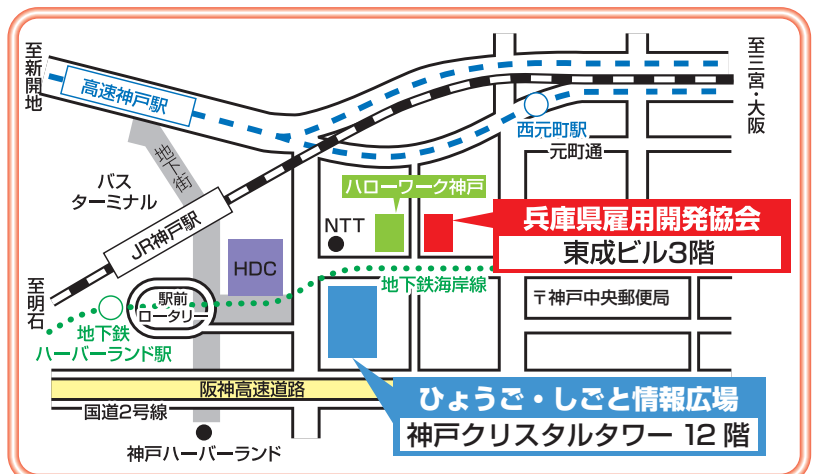 至新開地
高速神戸駅
至三宮・大阪
西元町駅
元町通
地下街
バス
ターミナル
ハローワーク神戸
JR神戸駅
NTT
兵庫県雇用開発協会
東成ビル3階
HDC
至明石
駅前
ロータリー
地下鉄海岸線
〒神戸中央郵便局
地下鉄
ハーバーランド駅
阪神高速道路
国道2号線
ひょうご・しごと情報広場
神戸クリスタルタワー 12階
神戸ハーバーランド